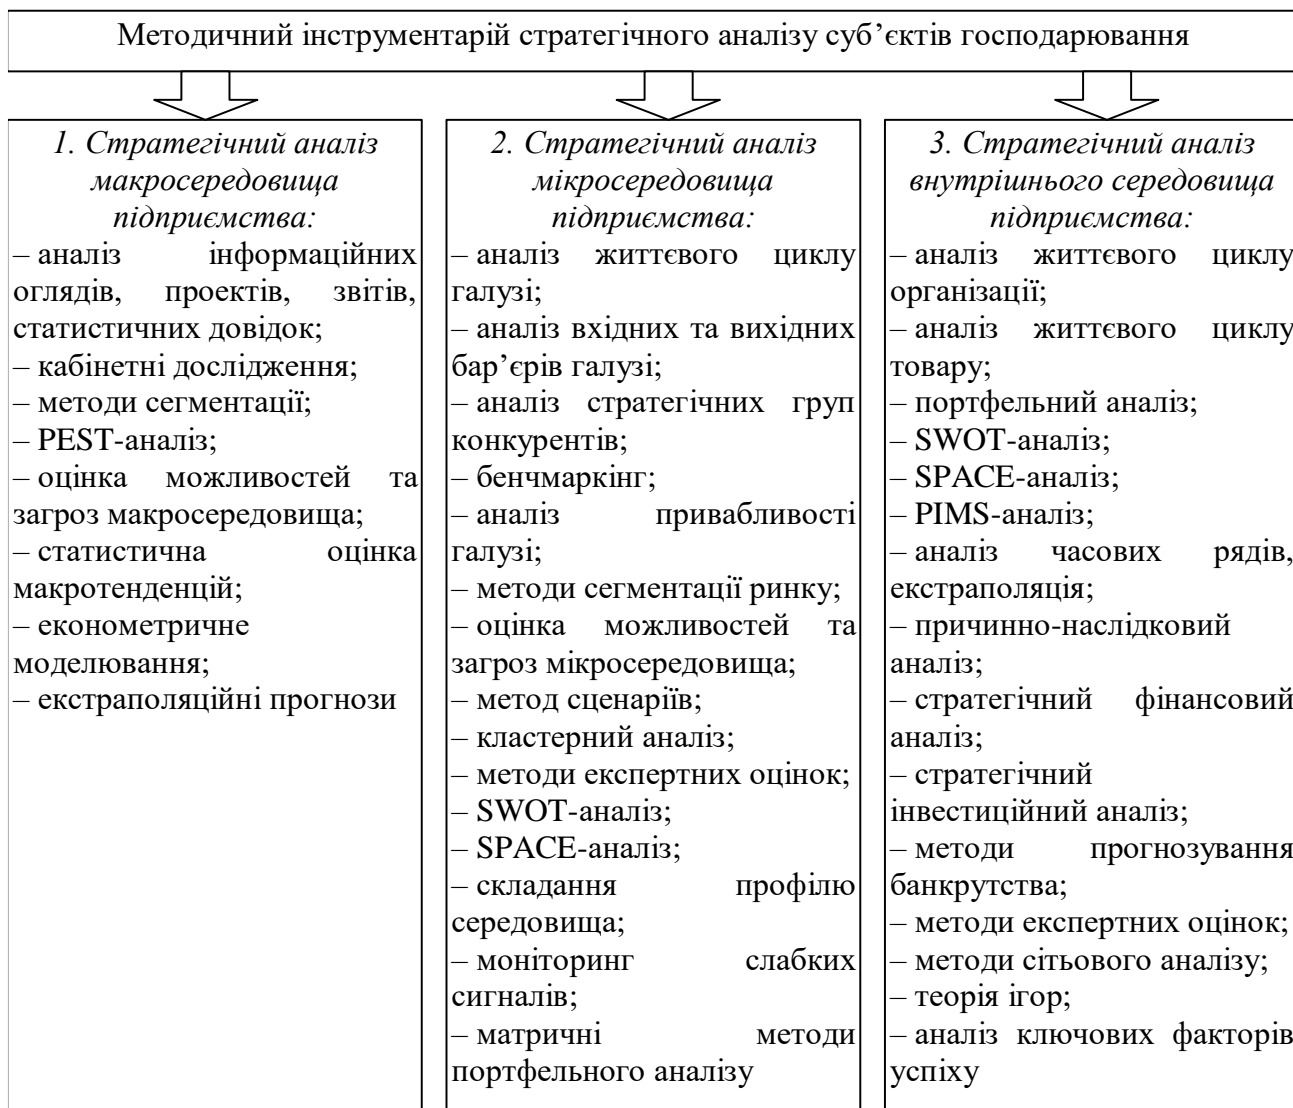 Методичний інструментарій стратегічного аналізу суб’єктів господарювання
1. Стратегічний аналіз
макросередовища
підприємства:
– аналіз інформаційних
оглядів, проектів, звітів,
статистичних довідок;
– кабінетні дослідження;
– методи сегментації;
– PEST-аналіз;
– оцінка можливостей та
загроз макросередовища;
– статистична оцінка
макротенденцій;
– економетричне
моделювання;
– екстраполяційні прогнози
2. Стратегічний аналіз
мікросередовища
підприємства:
– аналіз життєвого циклу
галузі;
– аналіз вхідних та вихідних
бар’єрів галузі;
– аналіз стратегічних груп
конкурентів;
– бенчмаркінг;
– аналіз привабливості
галузі;
– методи сегментації ринку;
– оцінка можливостей та
загроз мікросередовища;
– метод сценаріїв;
– кластерний аналіз;
– методи експертних оцінок;
– SWOT-аналіз;
– SPACE-аналіз;
– складання профілю
середовища;
– моніторинг слабких
сигналів;
– матричні методи
портфельного аналізу
3. Стратегічний аналіз
внутрішнього середовища
підприємства:
– аналіз життєвого циклу
організації;
– аналіз життєвого циклу
товару;
– портфельний аналіз;
– SWOT-аналіз;
– SPACE-аналіз;
– PIMS-аналіз;
– аналіз часових рядів,
екстраполяція;
– причинно-наслідковий
аналіз;
– стратегічний фінансовий
аналіз;
– стратегічний
інвестиційний аналіз;
– методи прогнозування
банкрутства;
– методи експертних оцінок;
– методи сітьового аналізу;
– теорія ігор;
– аналіз ключових факторів
успіху